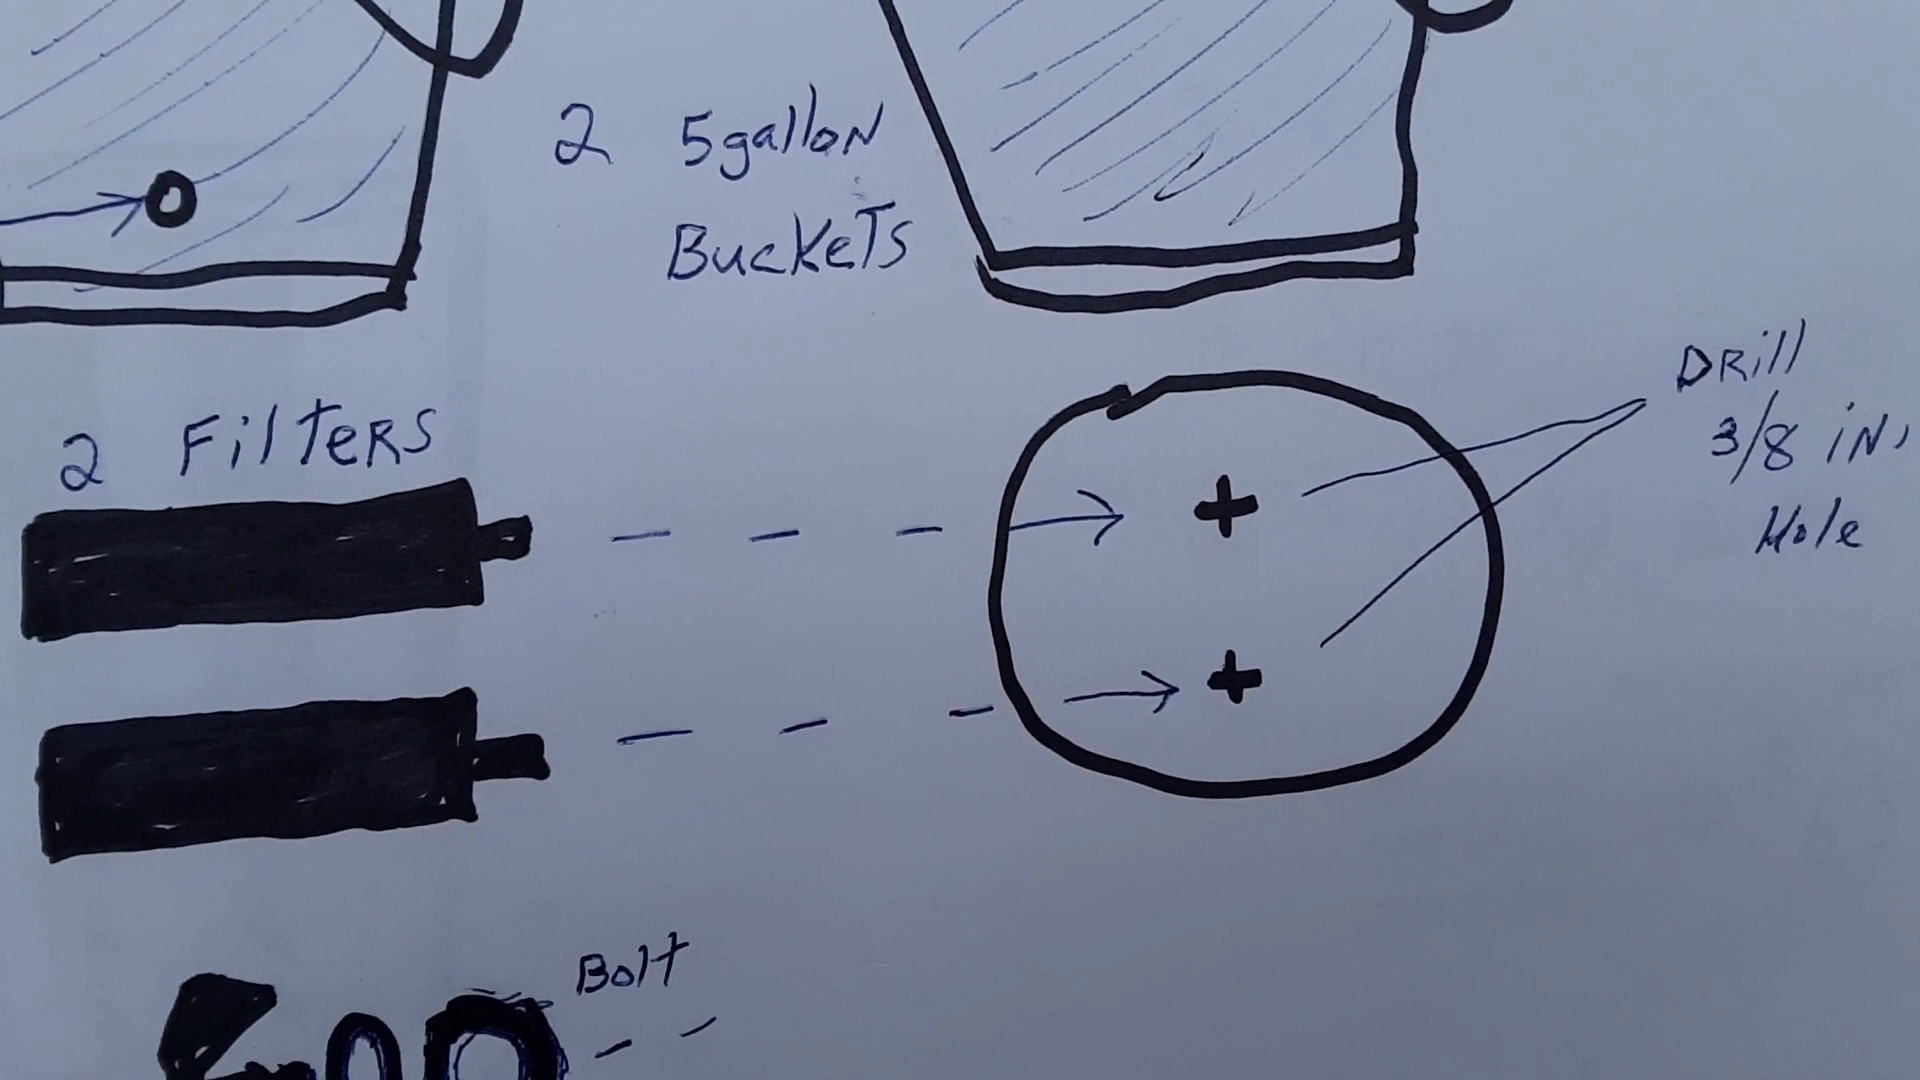 2 5gallon
Buckets
Drill
3/8 in.
Hole
2 Filters
Bolt